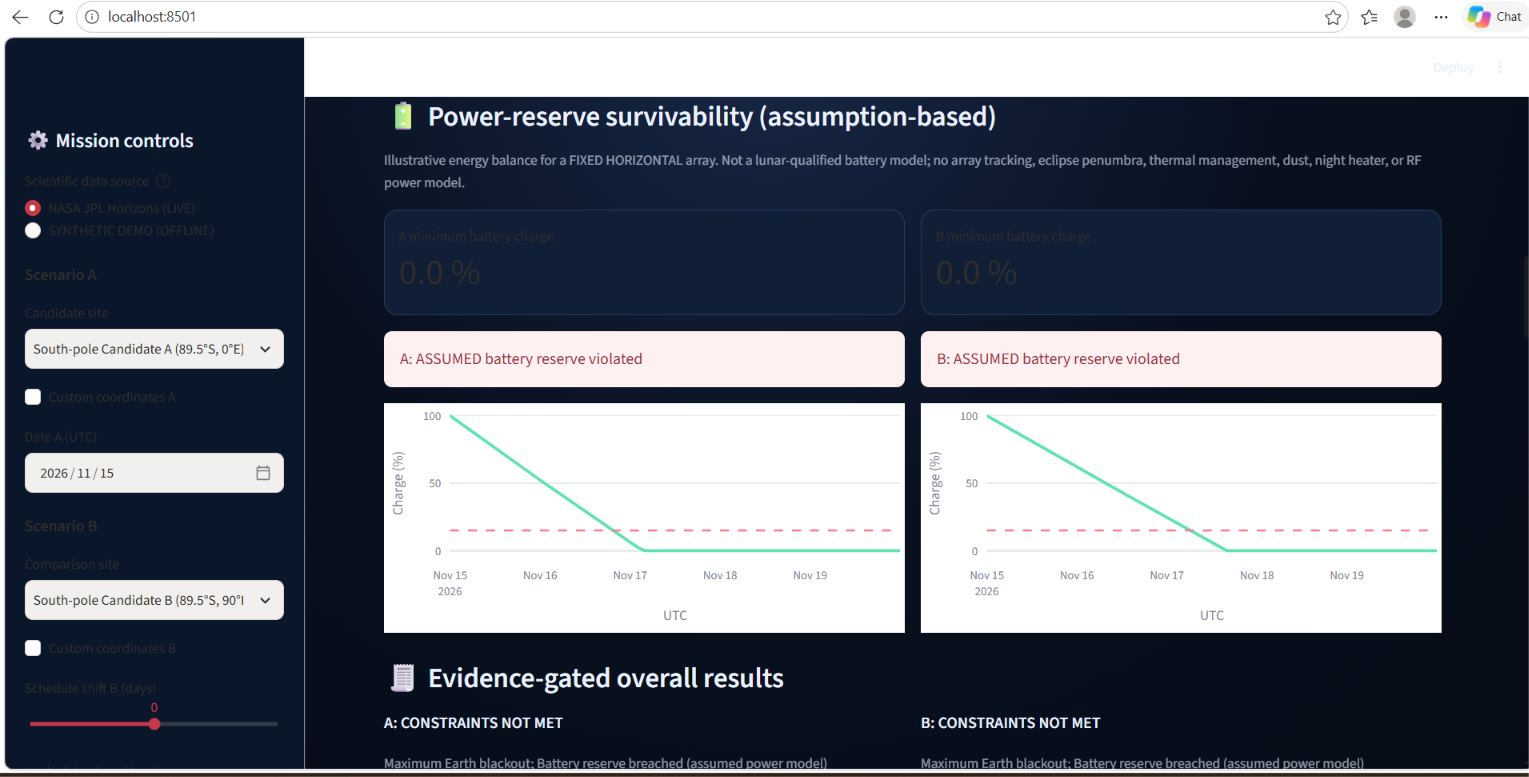 localhost:8501
Chat
Deploy
Mission controls
Scientific data source
NASA JPL Horizons (LIVE)
SYNTHETIC DEMO (OFFLINE)
Scenario A
Candidate site
South-pole Candidate A (89.5°S, 0°E)
Custom coordinates A
Date A (UTC)
2026/11/15
Scenario B
Comparison site
South-pole Candidate B (89.5°S, 90°
Custom coordinates B
Schedule shift B (days)
0
Power-reserve survivability (assumption-based)
Illustrative energy balance for a FIXED HORIZONTAL array. Not a lunar-qualified battery model; no array tracking, eclipse penumbra, thermal management, dust, night heater, or RF
power model.
A minimum battery charge
0.0 %
B minimum battery charge
0.0 %
A: ASSUMED battery reserve violated
B: ASSUMED battery reserve violated
100
50
0
Charge (%)
Nov 15
2026
Nov 16
Nov 17
Nov 18
Nov 19
UTC
100
50
0
Charge (%)
Nov 15
2026
Nov 16
Nov 17
Nov 18
Nov 19
UTC
Evidence-gated overall results
A: CONSTRAINTS NOT MET
B: CONSTRAINTS NOT MET
Maximum Earth blackout; Battery reserve breached (assumed power model)
Maximum Earth blackout; Battery reserve breached (assumed power model)